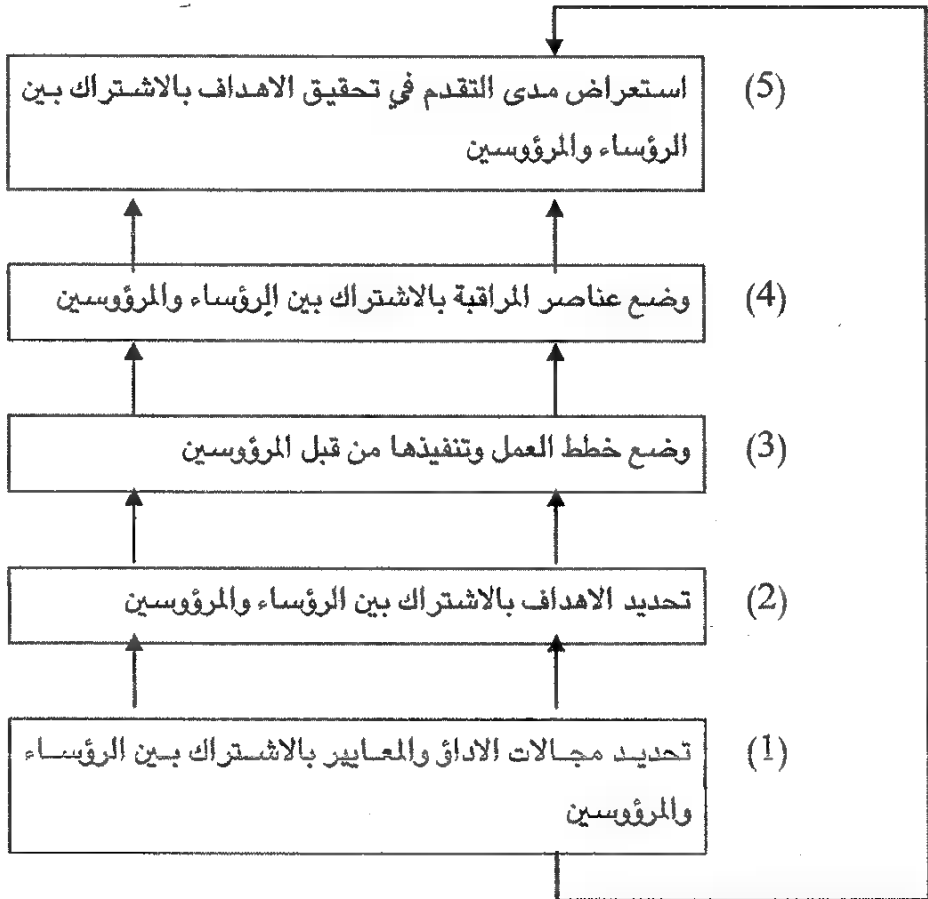 (5) استعراض مدى التقدم في تحقيق الاهداف بالاشتراك بين
الرؤساء والمرؤوسين
(4) وضع عناصر المراقبة بالاشتراك بين الرؤساء والمرؤوسين
(3) وضع خطط العمل وتنفيذها من قبل المرؤوسين
(2) تحديد الاهداف بالاشتراك بين الرؤساء والمرؤوسين
(1) تحديد مجالات الاداؤ والمعايير بالاشتراك بين الرؤساء
والمرؤوسين